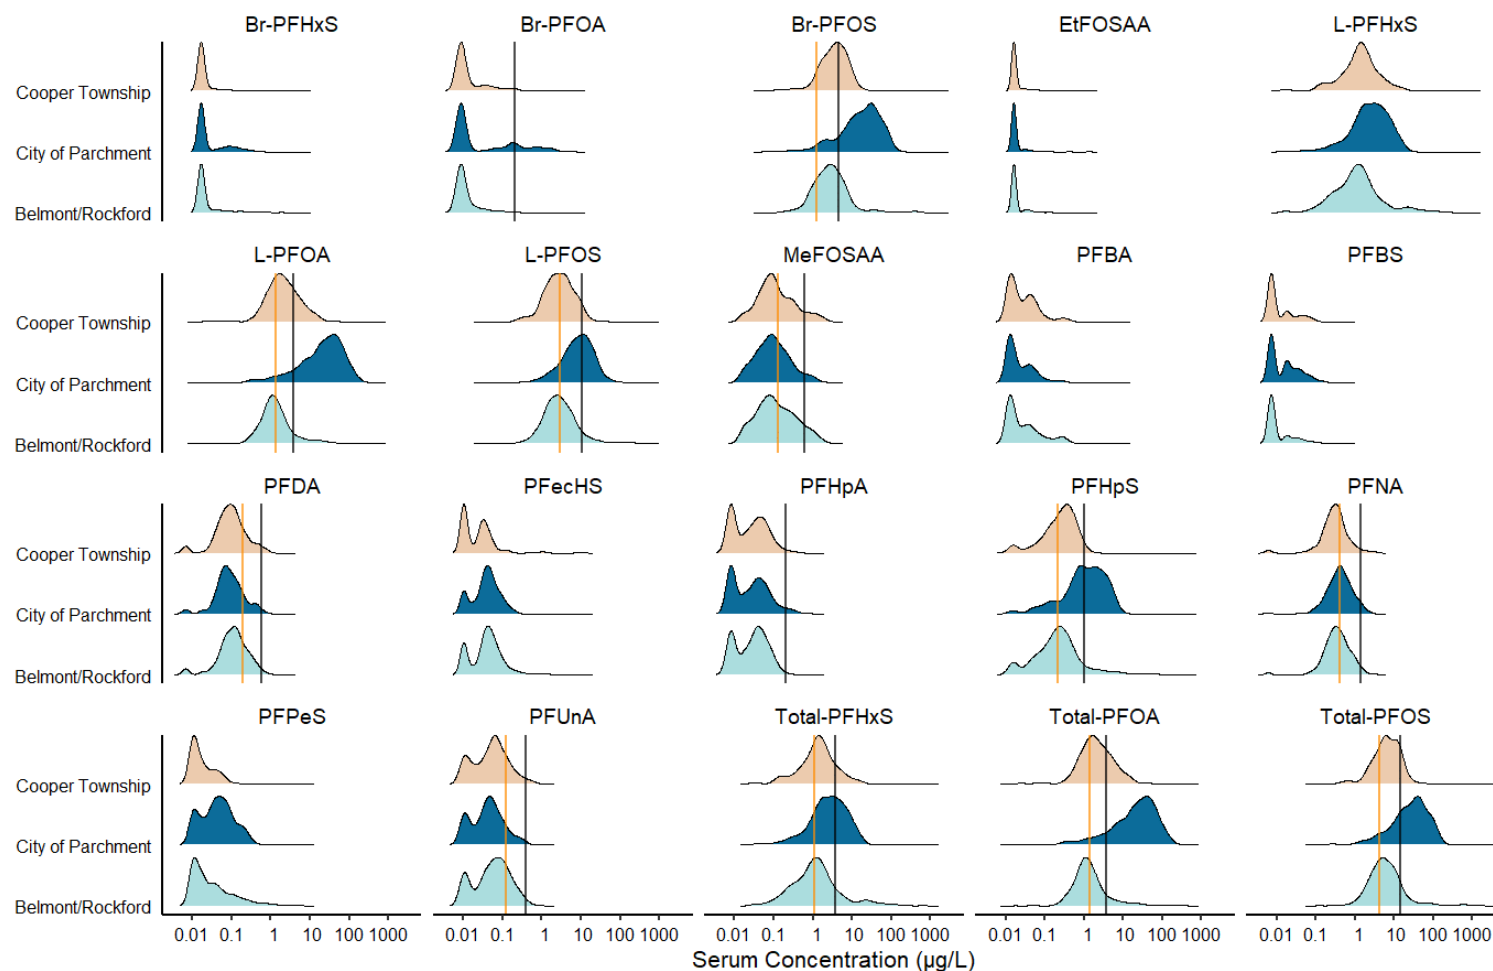 Br-PFHxS Br-PFOA Br-PFOS EtFOSAA L-PFHxS
Cooper Township
City of Parchment
Belmont/Rockford
L-PFOA L-PFOS MeFOSAA PFBA PFBS
Cooper Township
City of Parchment
Belmont/Rockford
PFDA PFecHS PFHpA PFHpS PFNA
Cooper Township
City of Parchment
Belmont/Rockford
PFPeS PFUnA Total-PFHxS Total-PFOA Total-PFOS
Cooper Township
City of Parchment
Belmont/Rockford
0.01 0.1 1 10 100 1000 0.01 0.1 1 10 100 1000 0.01 0.1 1 10 100 1000 0.01 0.1 1 10 100 1000 0.01 0.1 1 10 100 1000
Serum Concentration (µg/L)